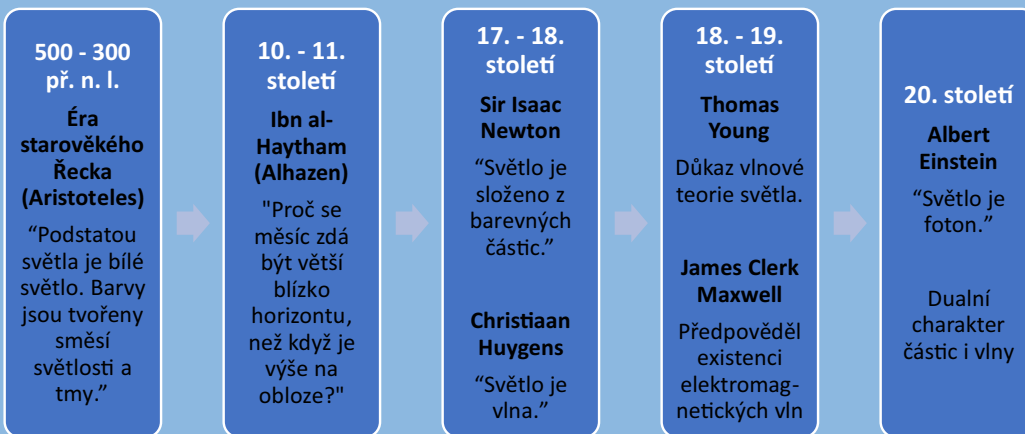 500 - 300
př. n. l.
Éra
starověkého
Řecka
(Aristoteles)
“Podstatou
světla je bílé
světlo. Barvy
jsou tvořeny
směsí
světlosti a
tmy.”
10. - 11.
století
Ibn al-
Haytham
(Alhazen)
"Proč se
měsíc zdá
být větší
blízko
horizontu,
než když je
výše na
obloze?"
17. - 18.
století
Sir Isaac
Newton
“Světlo je
složeno z
barevných
částic.”
Christiaan
Huygens
“Světlo je
vlna.”
18. - 19.
století
Thomas
Young
Důkaz vlnové
teorie světla.
James Clerk
Maxwell
Předpověděl
existenci
elektromag-
netických vln
20. století
Albert
Einstein
“Světlo je
foton.”
Dualní
charakter
částic i vlny